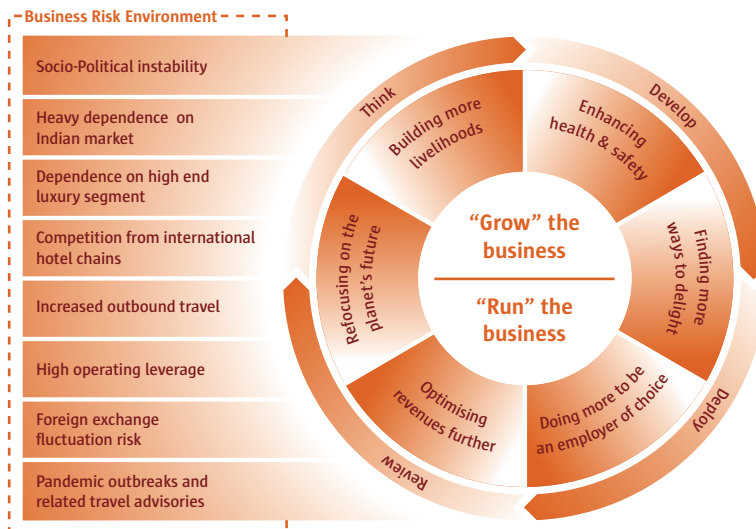 Business Risk Environment
Socio-Political instability
Heavy dependence on
Indian market
Dependence on high end
luxury segment
Competition from international
hotel chains
Increased outbound travel
High operating leverage
Foreign exchange
fluctuation risk
Pandemic outbreaks and
related travel advisories
Think
Develop
Deploy
Review
Building more
livelihoods
Enhancing
health & safety
Finding more
ways to delight
Doing more to be
an employer of choice
Optimising
revenues further
Refocusing on the
planet's future
“Grow” the
business
“Run” the
business